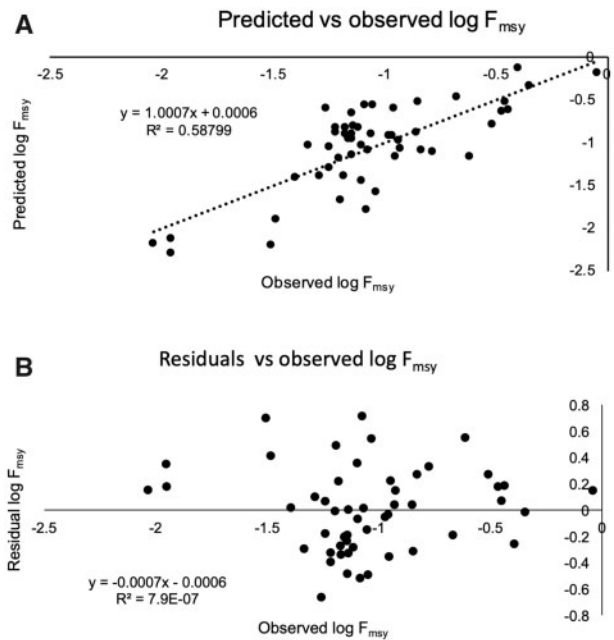 A
Predicted vs observed log Fmsy
-2.5 -2 -1.5 -1 -0.5 0
0
-0.5
-1
-1.5
-2
-2.5
y = 1.0007x + 0.0006
R² = 0.58799
Predicted log Fmsy
Observed log Fmsy
B
Residuals vs observed log Fmsy
0.8
0.6
0.4
0.2
0
-0.2
-0.4
-0.6
-0.8
-2.5 -2 -1.5 -1 -0.5 0
y = -0.0007x - 0.0006
R² = 7.9E-07
Residual log Fmsy
Observed log Fmsy